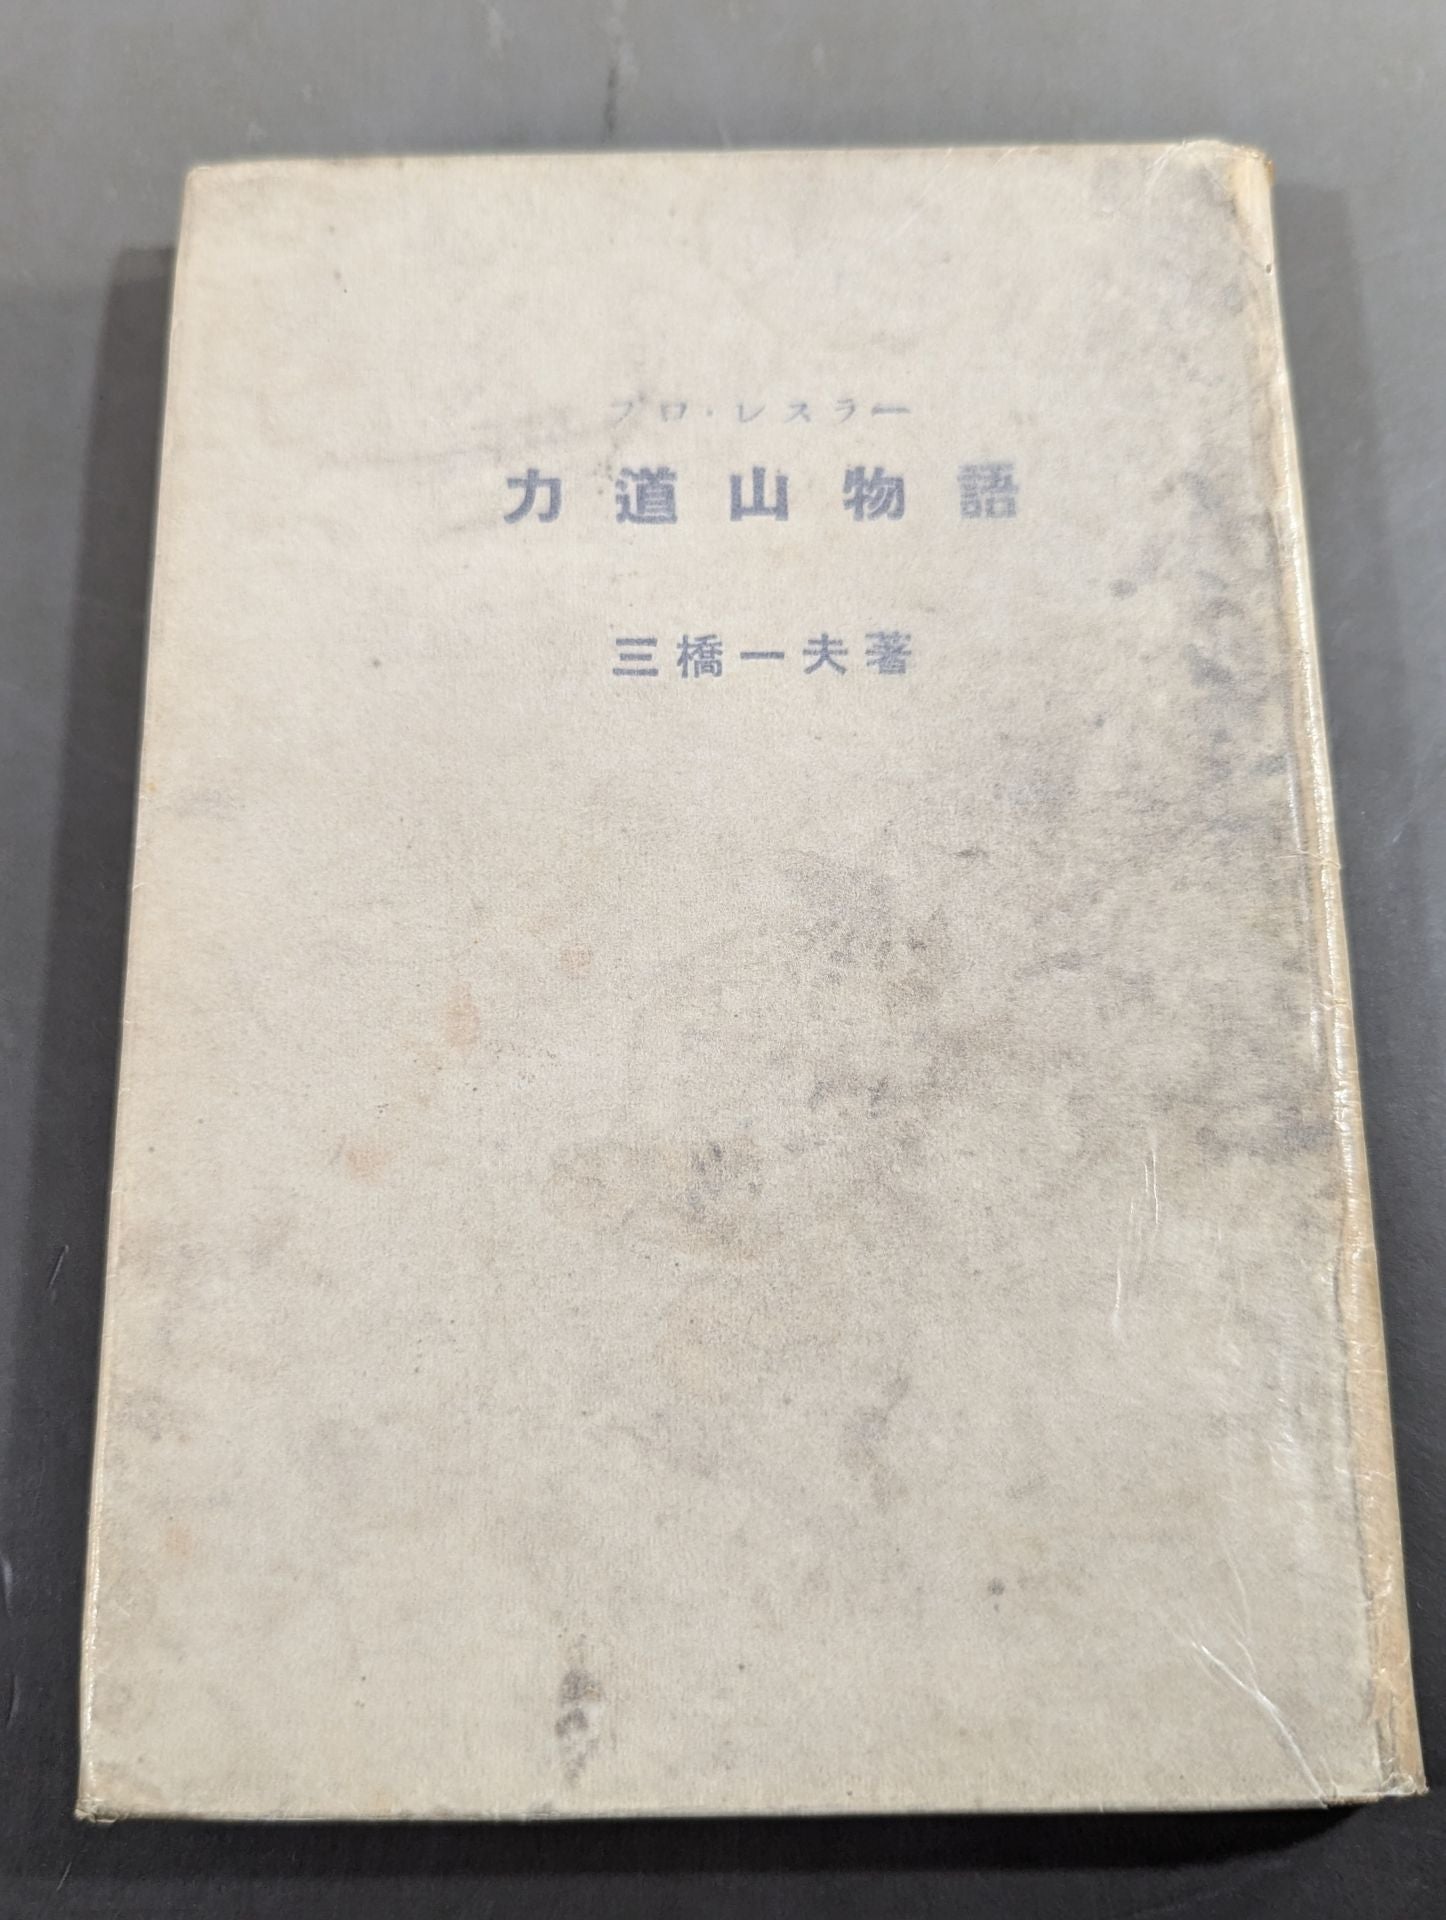 プロ・レスラー
力道山物語
三橋一夫著